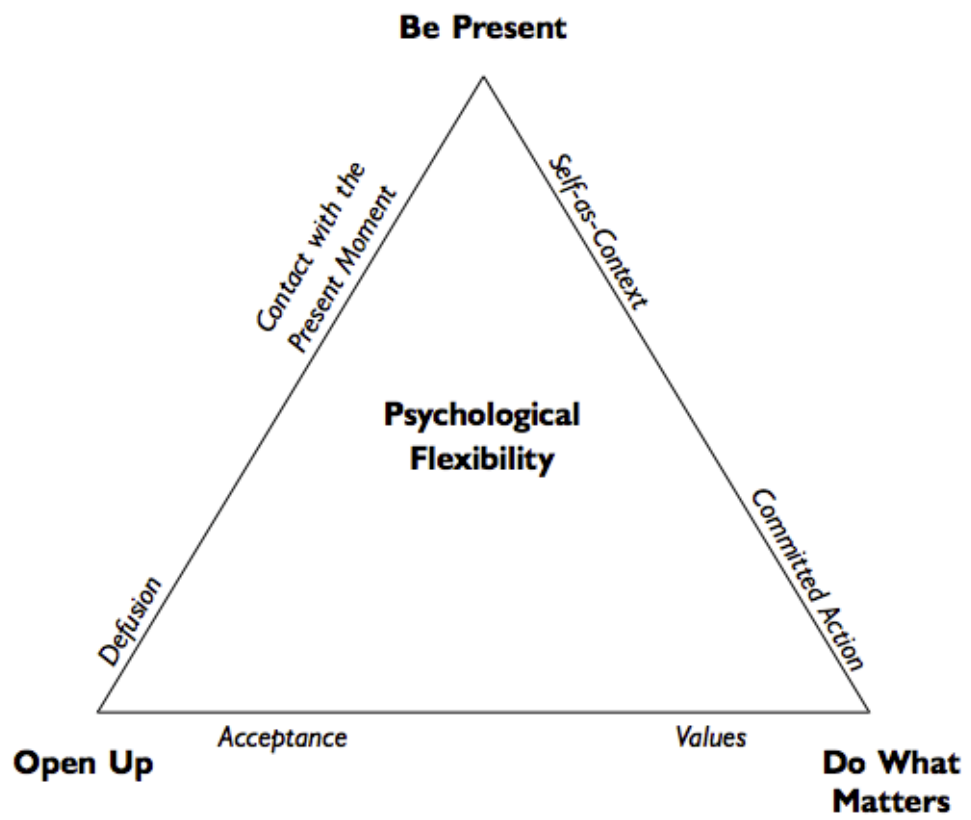 Be Present
Contact with the
Present Moment
Self-as-Context
Psychological
Flexibility
Defusion
Committed Action
Acceptance
Values
Open Up
Do What
Matters